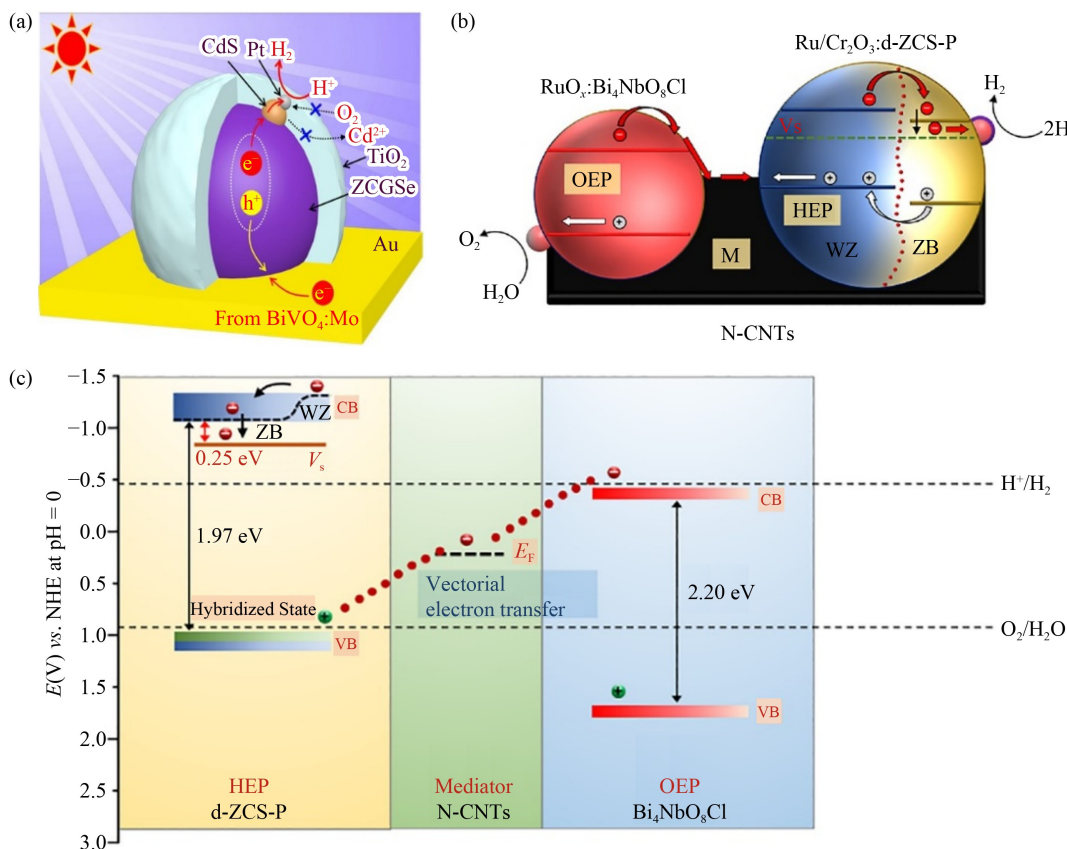 (a)
CdS
Pt
H₂
H⁺
O₂
Cd²⁺
TiO₂
ZCGSe
e⁻
h⁺
Au
e⁻
From BiVO₄:Mo
(b)
Ru/Cr₂O₃:d-ZCS-P
RuOₓ:Bi₄NbO₈Cl
H₂
Vs
2H
OEP
HEP
O₂
WZ
ZB
M
H₂O
N-CNTs
(c)
E(V) vs. NHE at pH = 0
−1.5
−1.0
−0.5
0.0
0.5
1.0
1.5
2.0
2.5
3.0
WZ
CB
ZB
0.25 eV
Vₛ
H⁺/H₂
CB
1.97 eV
E_F
Vectorial
electron transfer
2.20 eV
Hybridized State
O₂/H₂O
VB
VB
HEP
d-ZCS-P
Mediator
N-CNTs
OEP
Bi₄NbO₈Cl